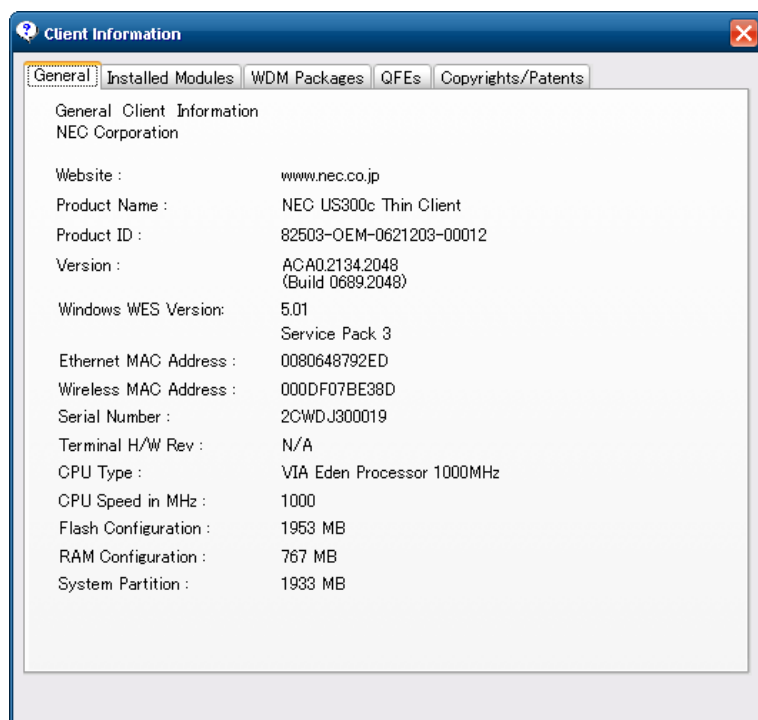 Client Information
General Installed Modules WDM Packages QFEs Copyrights/Patents
General Client Information
NEC Corporation
Website : www.nec.co.jp
Product Name : NEC US300c Thin Client
Product ID : 82503-OEM-0621203-00012
Version : ACA0.2134.2048
(Build 0689.2048)
Windows WES Version: 5.01
Service Pack 3
Ethernet MAC Address : 0080648792ED
Wireless MAC Address : 000DF07BE38D
Serial Number : 2CWDJ300019
Terminal H/W Rev : N/A
CPU Type : VIA Eden Processor 1000MHz
CPU Speed in MHz : 1000
Flash Configuration : 1953 MB
RAM Configuration : 767 MB
System Partition : 1933 MB